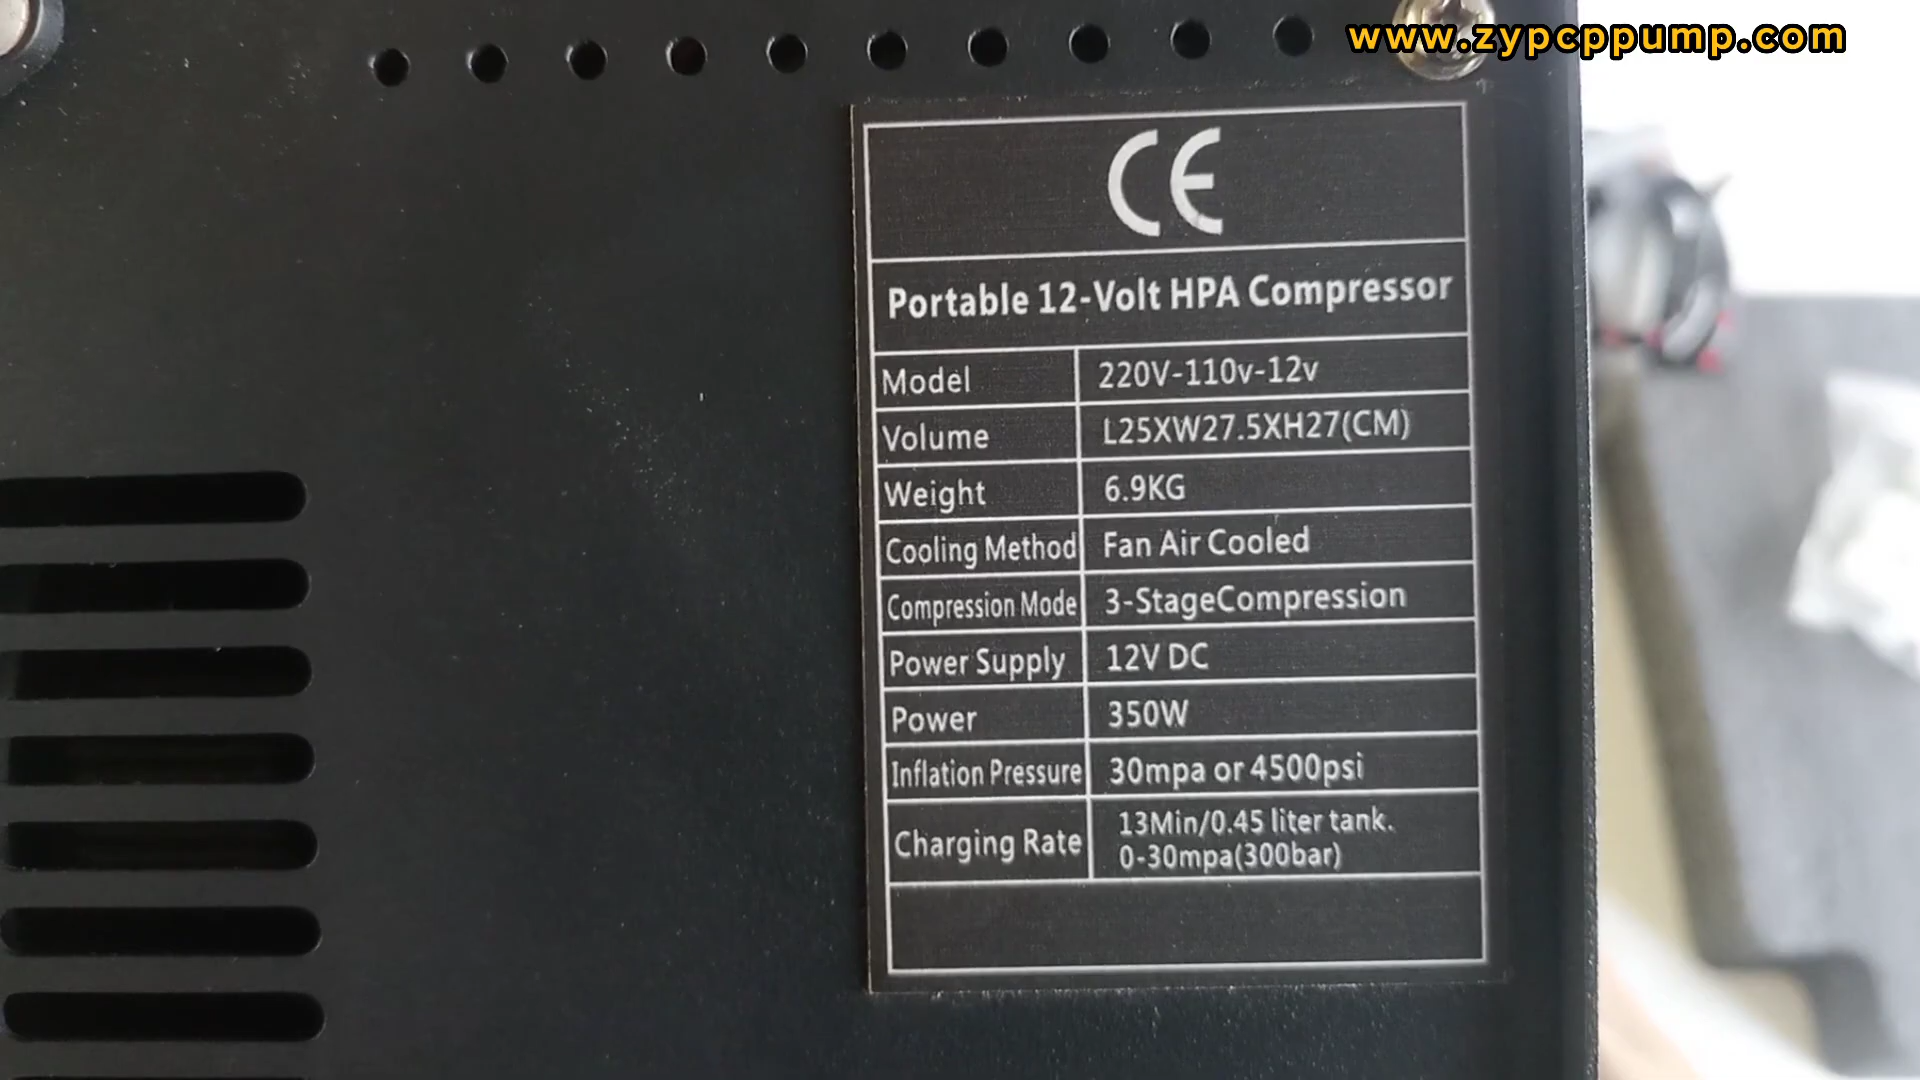 www.zypcppump.com
CE
Portable 12-Volt HPA Compressor
Model 220V-110v-12v
Volume L25XW27.5XH27(CM)
Weight 6.9KG
Cooling Method Fan Air Cooled
Compression Mode 3-StageCompression
Power Supply 12V DC
Power 350W
Inflation Pressure 30mpa or 4500psi
Charging Rate 13Min/0.45 liter tank.
0-30mpa(300bar)